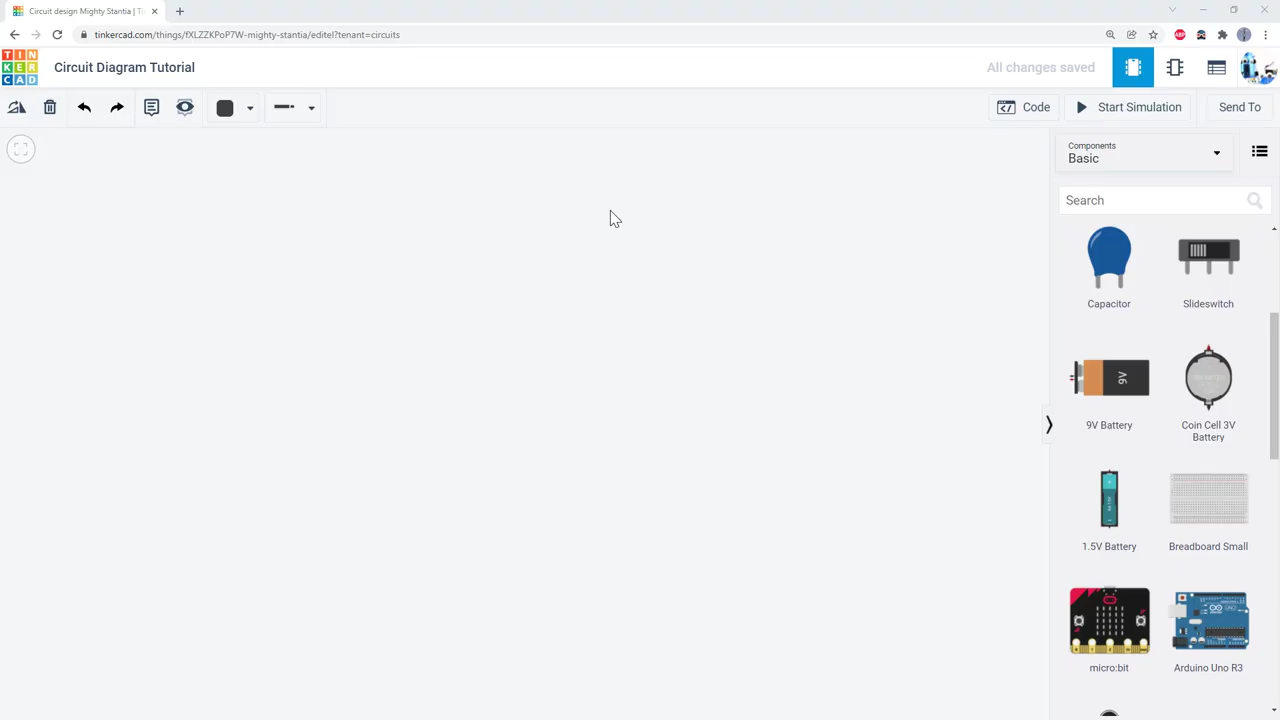 Circuit design Mighty Stantia | Ti
tinkercad.com/things/fXLZZKPoP7W-mighty-stantia/editel?tenant=circuits
ABP
TIN
KER
CAD
Circuit Diagram Tutorial
All changes saved
Code
Start Simulation
Send To
Components
Basic
Search
Capacitor
Slideswitch
9V
9V Battery
Coin Cell 3V
Battery
1.5V Battery
Breadboard Small
micro:bit
Arduino Uno R3